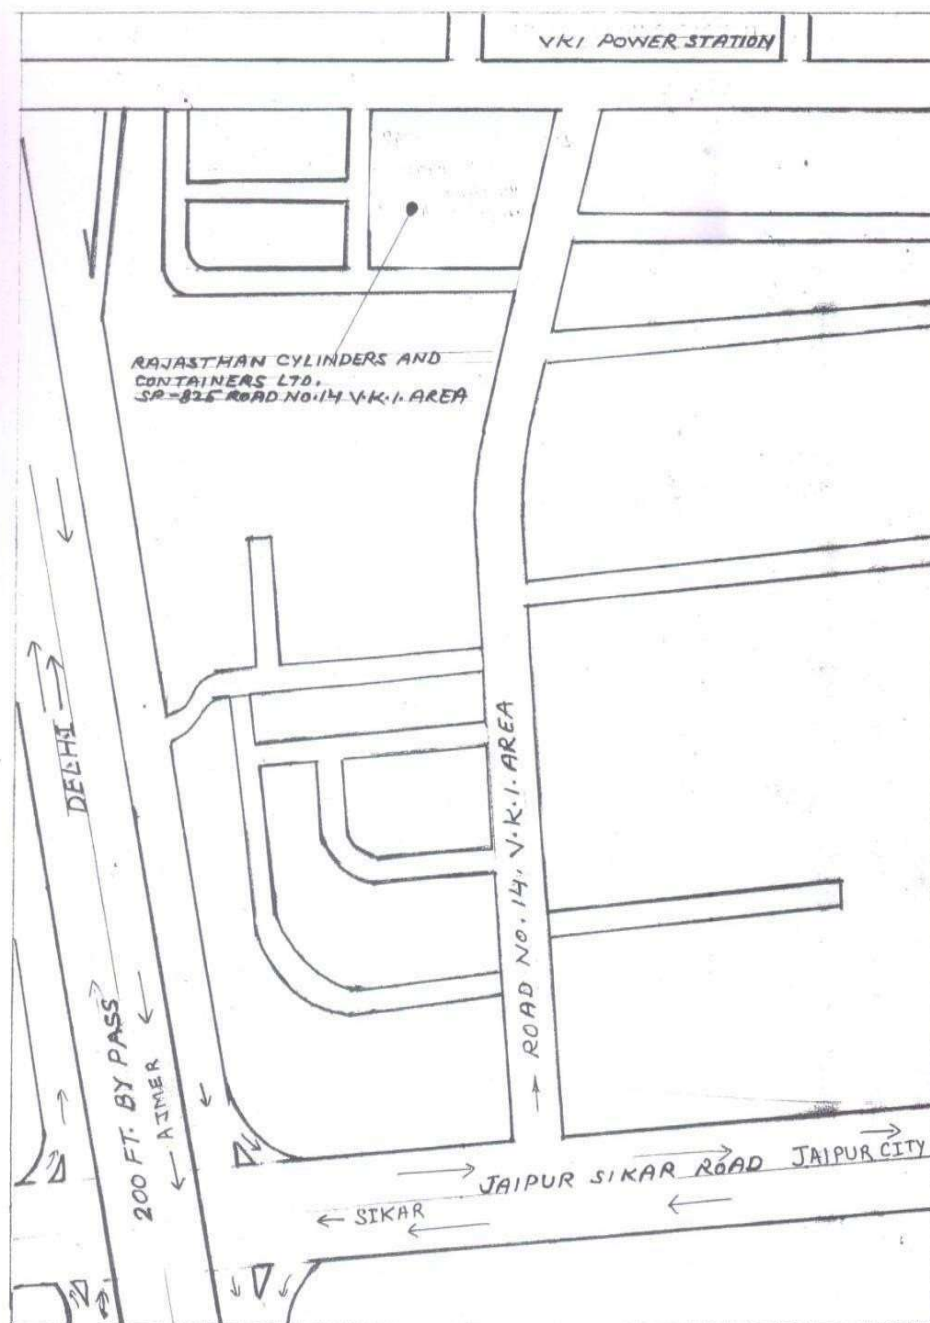 VKI POWER STATION
RAJASTHAN CYLINDERS AND
CONTAINERS LTD.
SP-825 ROAD NO.14 V.K.I. AREA
DELHI
ROAD NO. 14. V.K.I. AREA
200 FT. BY PASS
AJMER
JAIPUR SIKAR ROAD
JAIPUR CITY
SIKAR